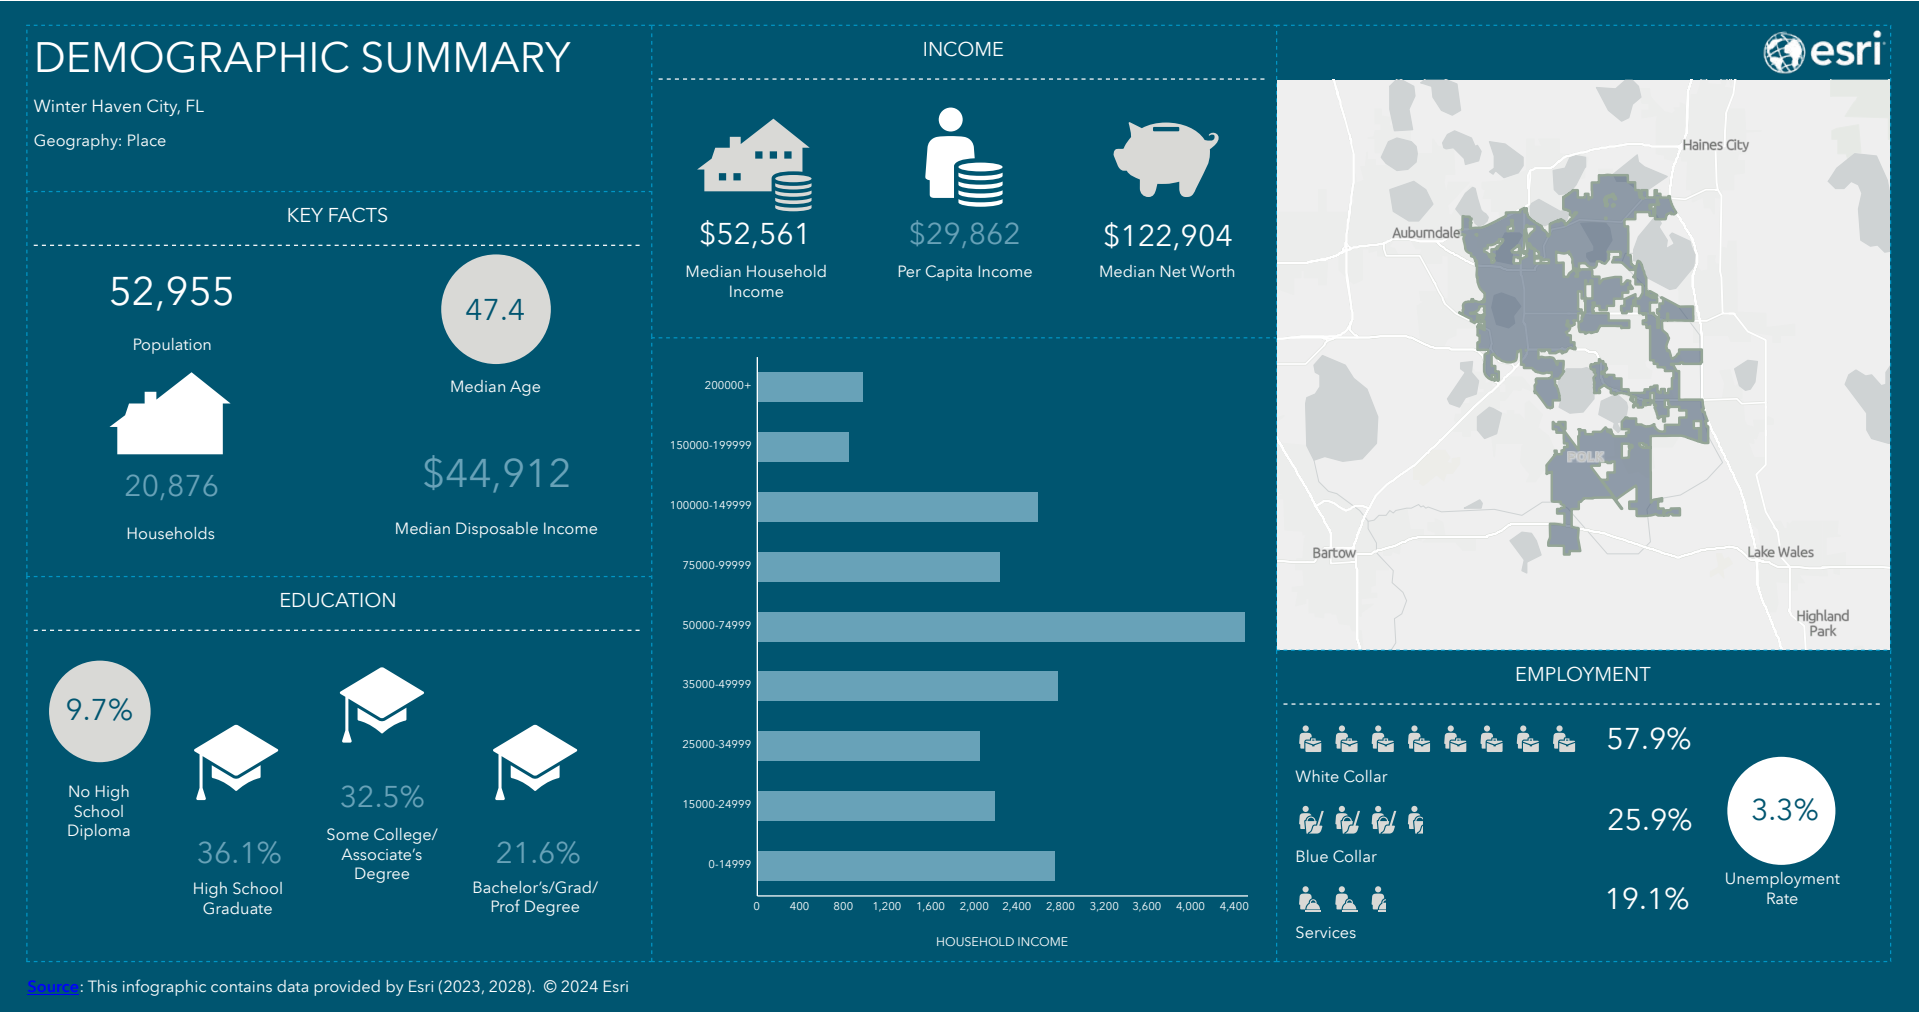 DEMOGRAPHIC SUMMARY
Winter Haven City, FL
Geography: Place
KEY FACTS
52,955
Population
47.4
Median Age
20,876
Households
$44,912
Median Disposable Income
EDUCATION
9.7%
No High
School
Diploma
36.1%
High School
Graduate
32.5%
Some College/
Associate's
Degree
21.6%
Bachelor's/Grad/
Prof Degree
INCOME
$52,561
Median Household
Income
$29,862
Per Capita Income
$122,904
Median Net Worth
200000+
150000-199999
100000-149999
75000-99999
50000-74999
35000-49999
25000-34999
15000-24999
0-14999
0 400 800 1,200 1,600 2,000 2,400 2,800 3,200 3,600 4,000 4,400
HOUSEHOLD INCOME
esri
Haines City
Auburndale
POLK
Bartow
Lake Wales
Highland
Park
EMPLOYMENT
57.9%
White Collar
25.9%
Blue Collar
19.1%
Services
3.3%
Unemployment
Rate
Source: This infographic contains data provided by Esri (2023, 2028). © 2024 Esri